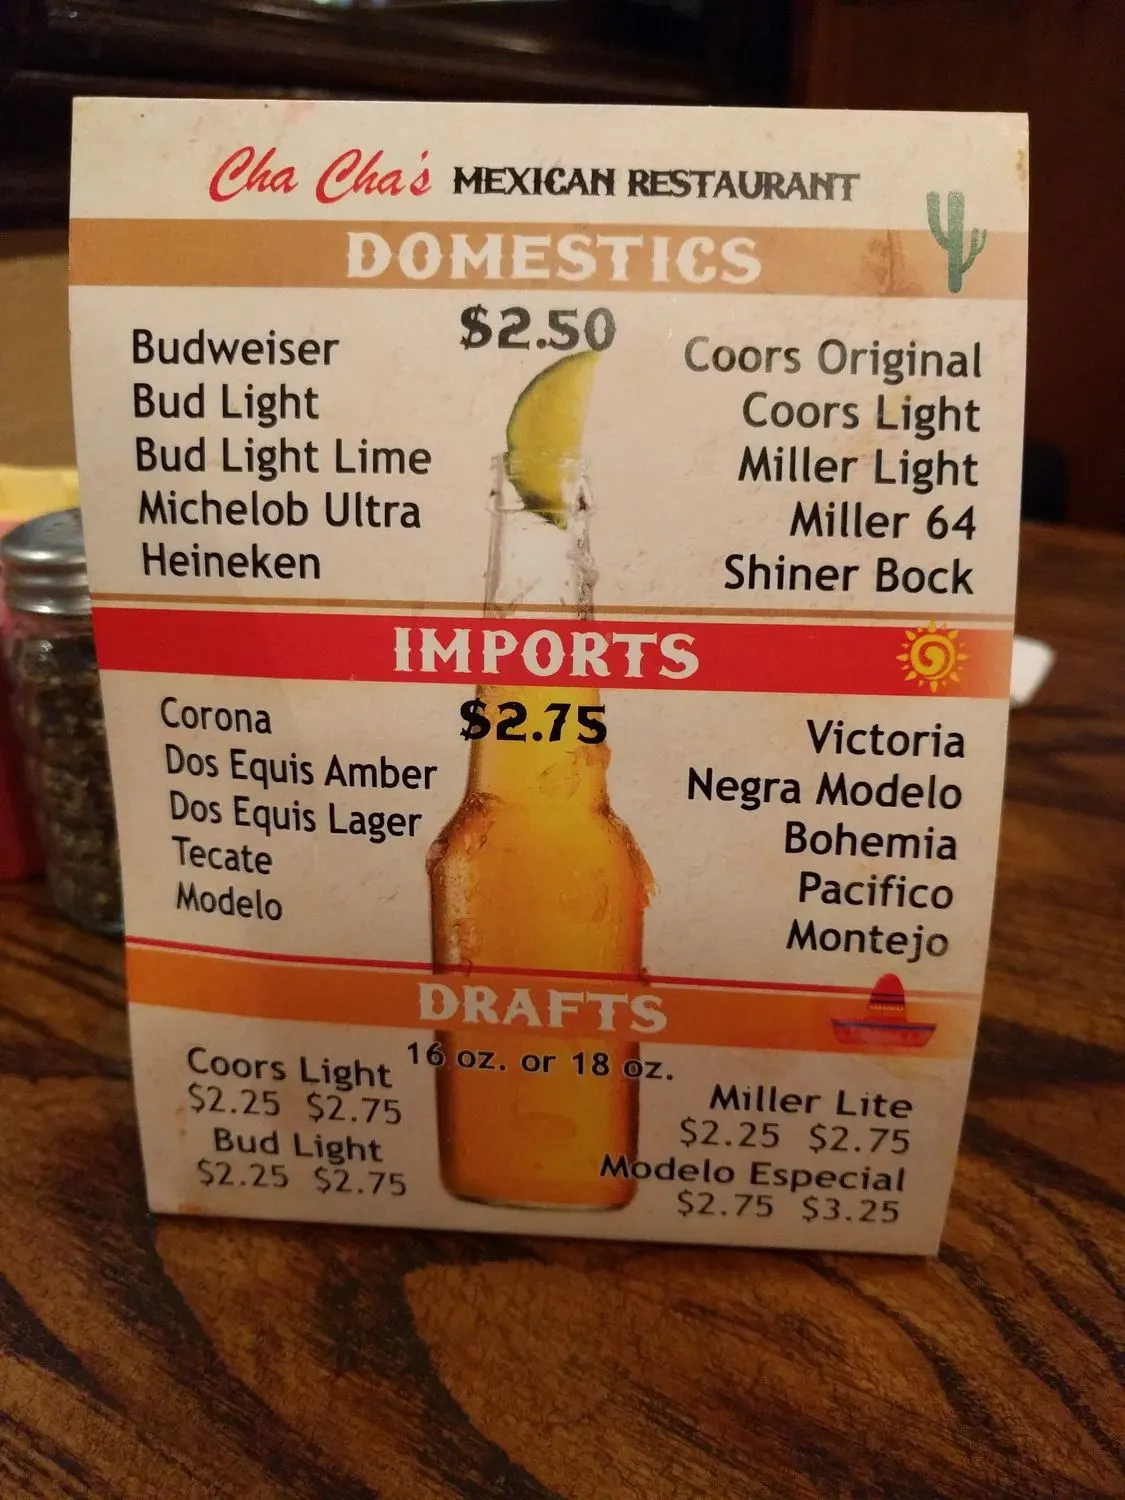 Cha Cha's MEXICAN RESTAURANT
DOMESTICS
$2.50
Budweiser
Bud Light
Bud Light Lime
Michelob Ultra
Heineken
Coors Original
Coors Light
Miller Light
Miller 64
Shiner Bock
IMPORTS
$2.75
Corona
Dos Equis Amber
Dos Equis Lager
Tecate
Modelo
Victoria
Negra Modelo
Bohemia
Pacifico
Montejo
DRAFTS
16 oz. or 18 oz.
Coors Light
$2.25 $2.75
Bud Light
$2.25 $2.75
Miller Lite
$2.25 $2.75
Modelo Especial
$2.75 $3.25